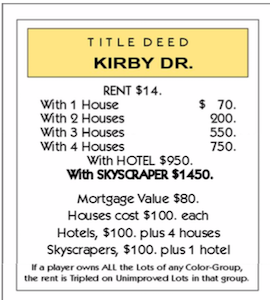 TITLE DEED
KIRBY DR.
RENT $14.
With 1 House $ 70.
With 2 Houses 200.
With 3 Houses 550.
With 4 Houses 750.
With HOTEL $950.
With SKYSCRAPER $1450.
Mortgage Value $80.
Houses cost $100. each
Hotels, $100. plus 4 houses
Skyscrapers, $100. plus 1 hotel
If a player owns ALL the Lots of any Color-Group,
the rent is Tripled on Unimproved Lots in that group.